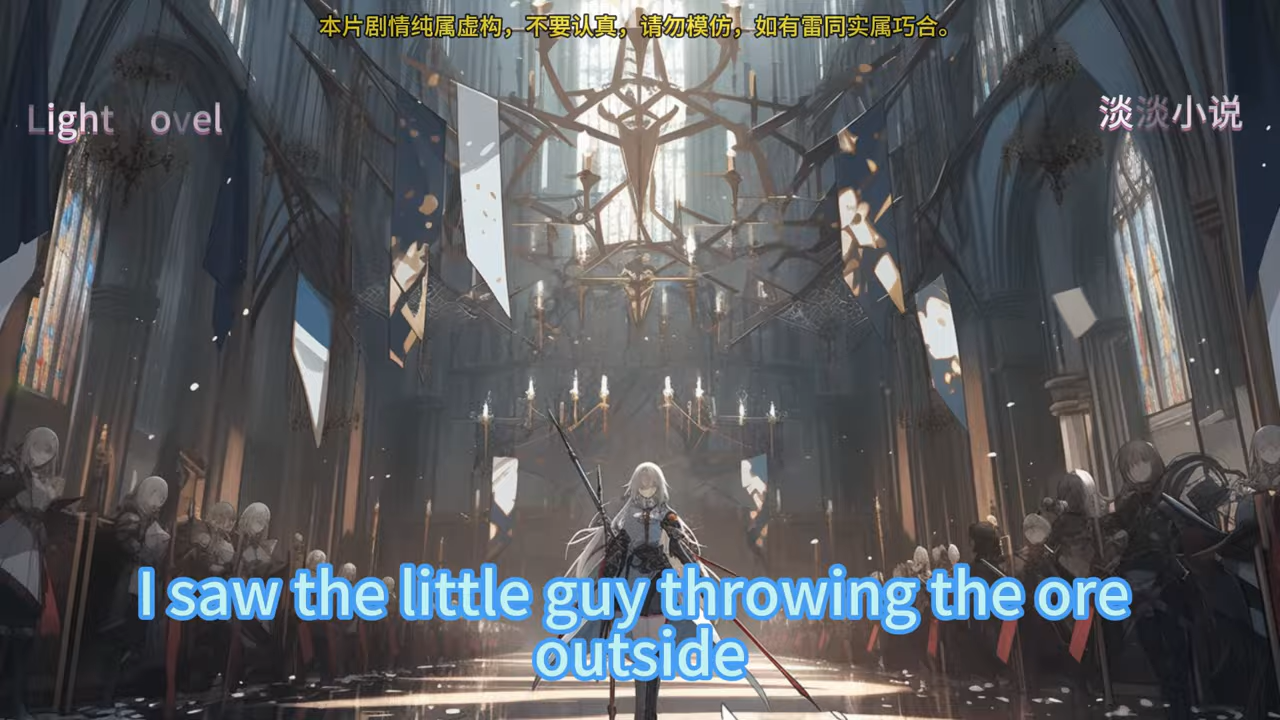 本片剧情纯属虚构，不要认真，请勿模仿，如有雷同实属巧合。
Light ovel
淡淡小说
I saw the little guy throwing the ore
outside